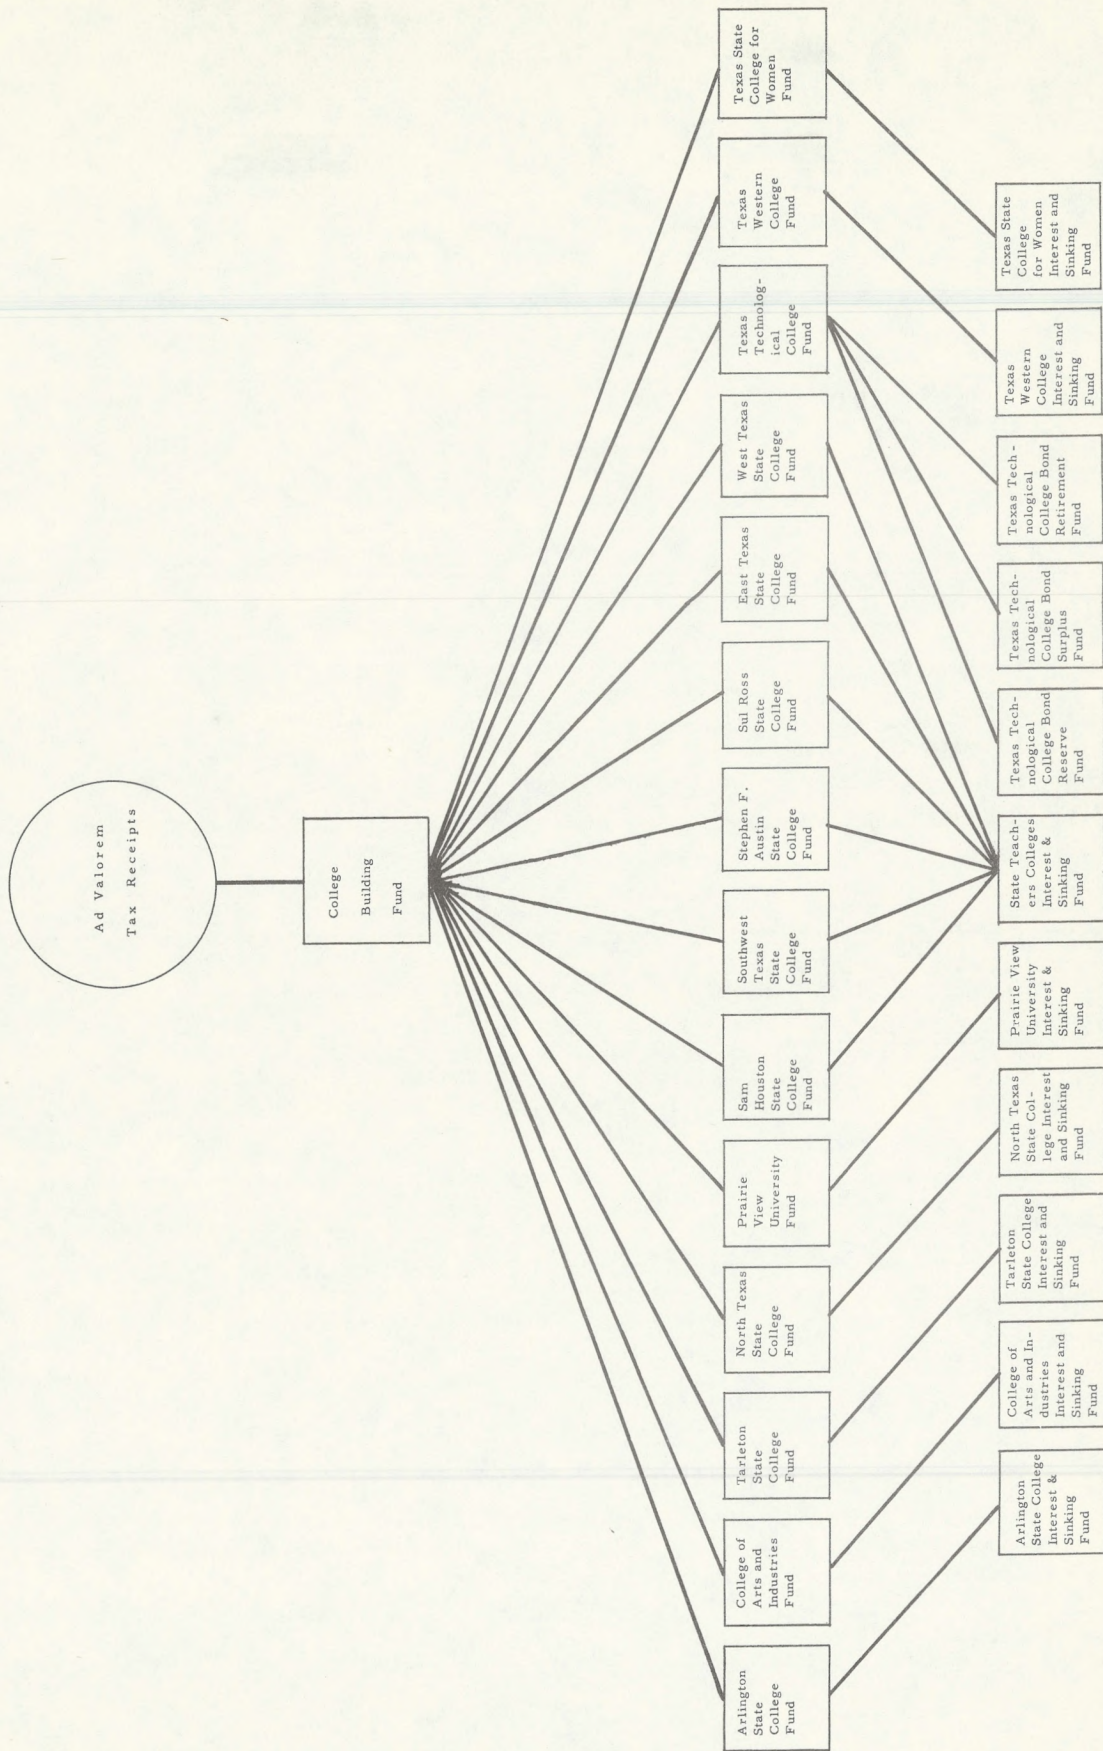 Ad Valorem
Tax Receipts
College
Building
Fund
Arlington
State
College
Fund
College of
Arts and
Industries
Fund
Tarleton
State
College
Fund
North Texas
State
College
Fund
Prairie
View
University
Fund
Sam
Houston
State
College
Fund
Southwest
Texas
State
College
Fund
Stephen F.
Austin
State
College
Fund
Sul Ross
State
College
Fund
East Texas
State
College
Fund
West Texas
State
College
Fund
Texas
Technolog-
ical
College
Fund
Texas
Western
College
Fund
Texas State
College for
Women
Fund
Arlington
State College
Interest &
Sinking
Fund
College of
Arts and In-
dustries
Interest and
Sinking
Fund
Tarleton
State College
Interest and
Sinking
Fund
North Texas
State Col-
lege Interest
and Sinking
Fund
Prairie View
University
Interest &
Sinking
Fund
State Teach-
ers Colleges
Interest &
Sinking
Fund
Texas Tech-
nological
College Bond
Reserve
Fund
Texas Tech-
nological
College Bond
Surplus
Fund
Texas Tech-
nological
College Bond
Retirement
Fund
Texas
Western
College
Interest and
Sinking
Fund
Texas State
College
for Women
Interest and
Sinking
Fund